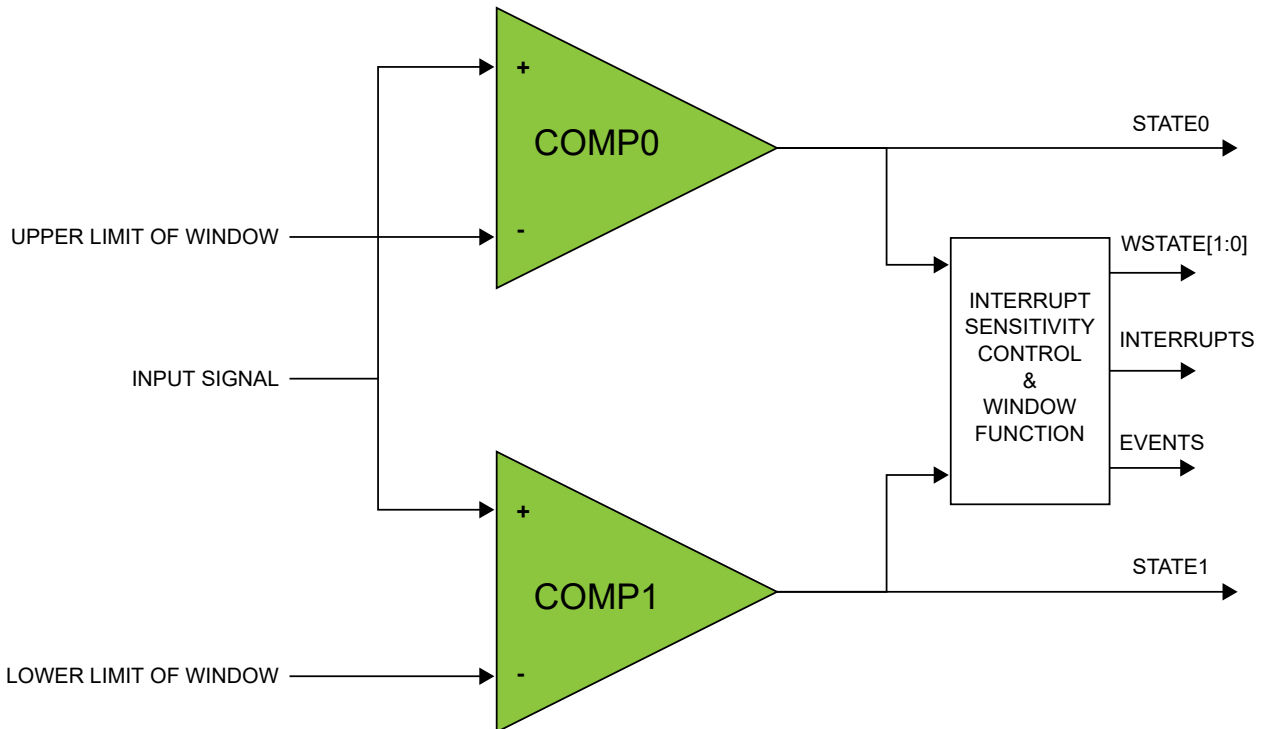 +
COMP0
-
STATE0
UPPER LIMIT OF WINDOW
WSTATE[1:0]
INTERRUPT
SENSITIVITY
CONTROL
&
WINDOW
FUNCTION
INTERRUPTS
EVENTS
INPUT SIGNAL
+
COMP1
-
STATE1
LOWER LIMIT OF WINDOW